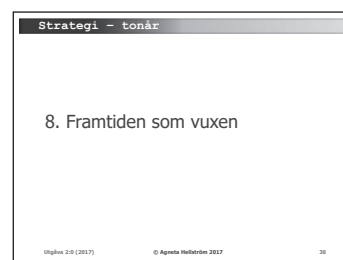 Strategi – tonår
8. Framtiden som vuxen
Utgåva 2:0 (2017) © Agneta Hellström 2017 38